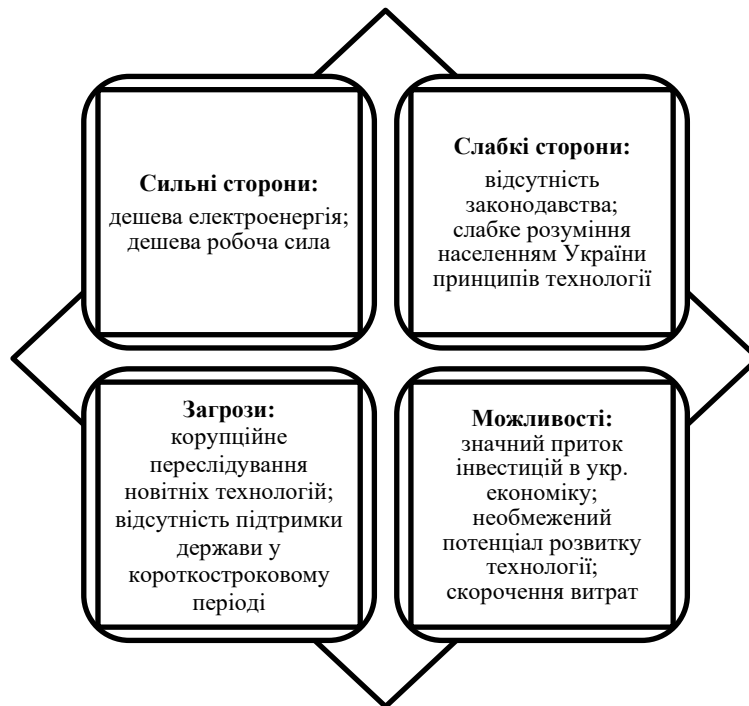 Сильні сторони:
дешева електроенергія;
дешева робоча сила
Слабкі сторони:
відсутність
законодавства;
слабке розуміння
населенням України
принципів технології
Загрози:
корупційне
переслідування
новітніх технологій;
відсутність підтримки
держави у
короткостроковому
періоді
Можливості:
значний приток
інвестицій в укр.
економіку;
необмежений
потенціал розвитку
технології;
скорочення витрат